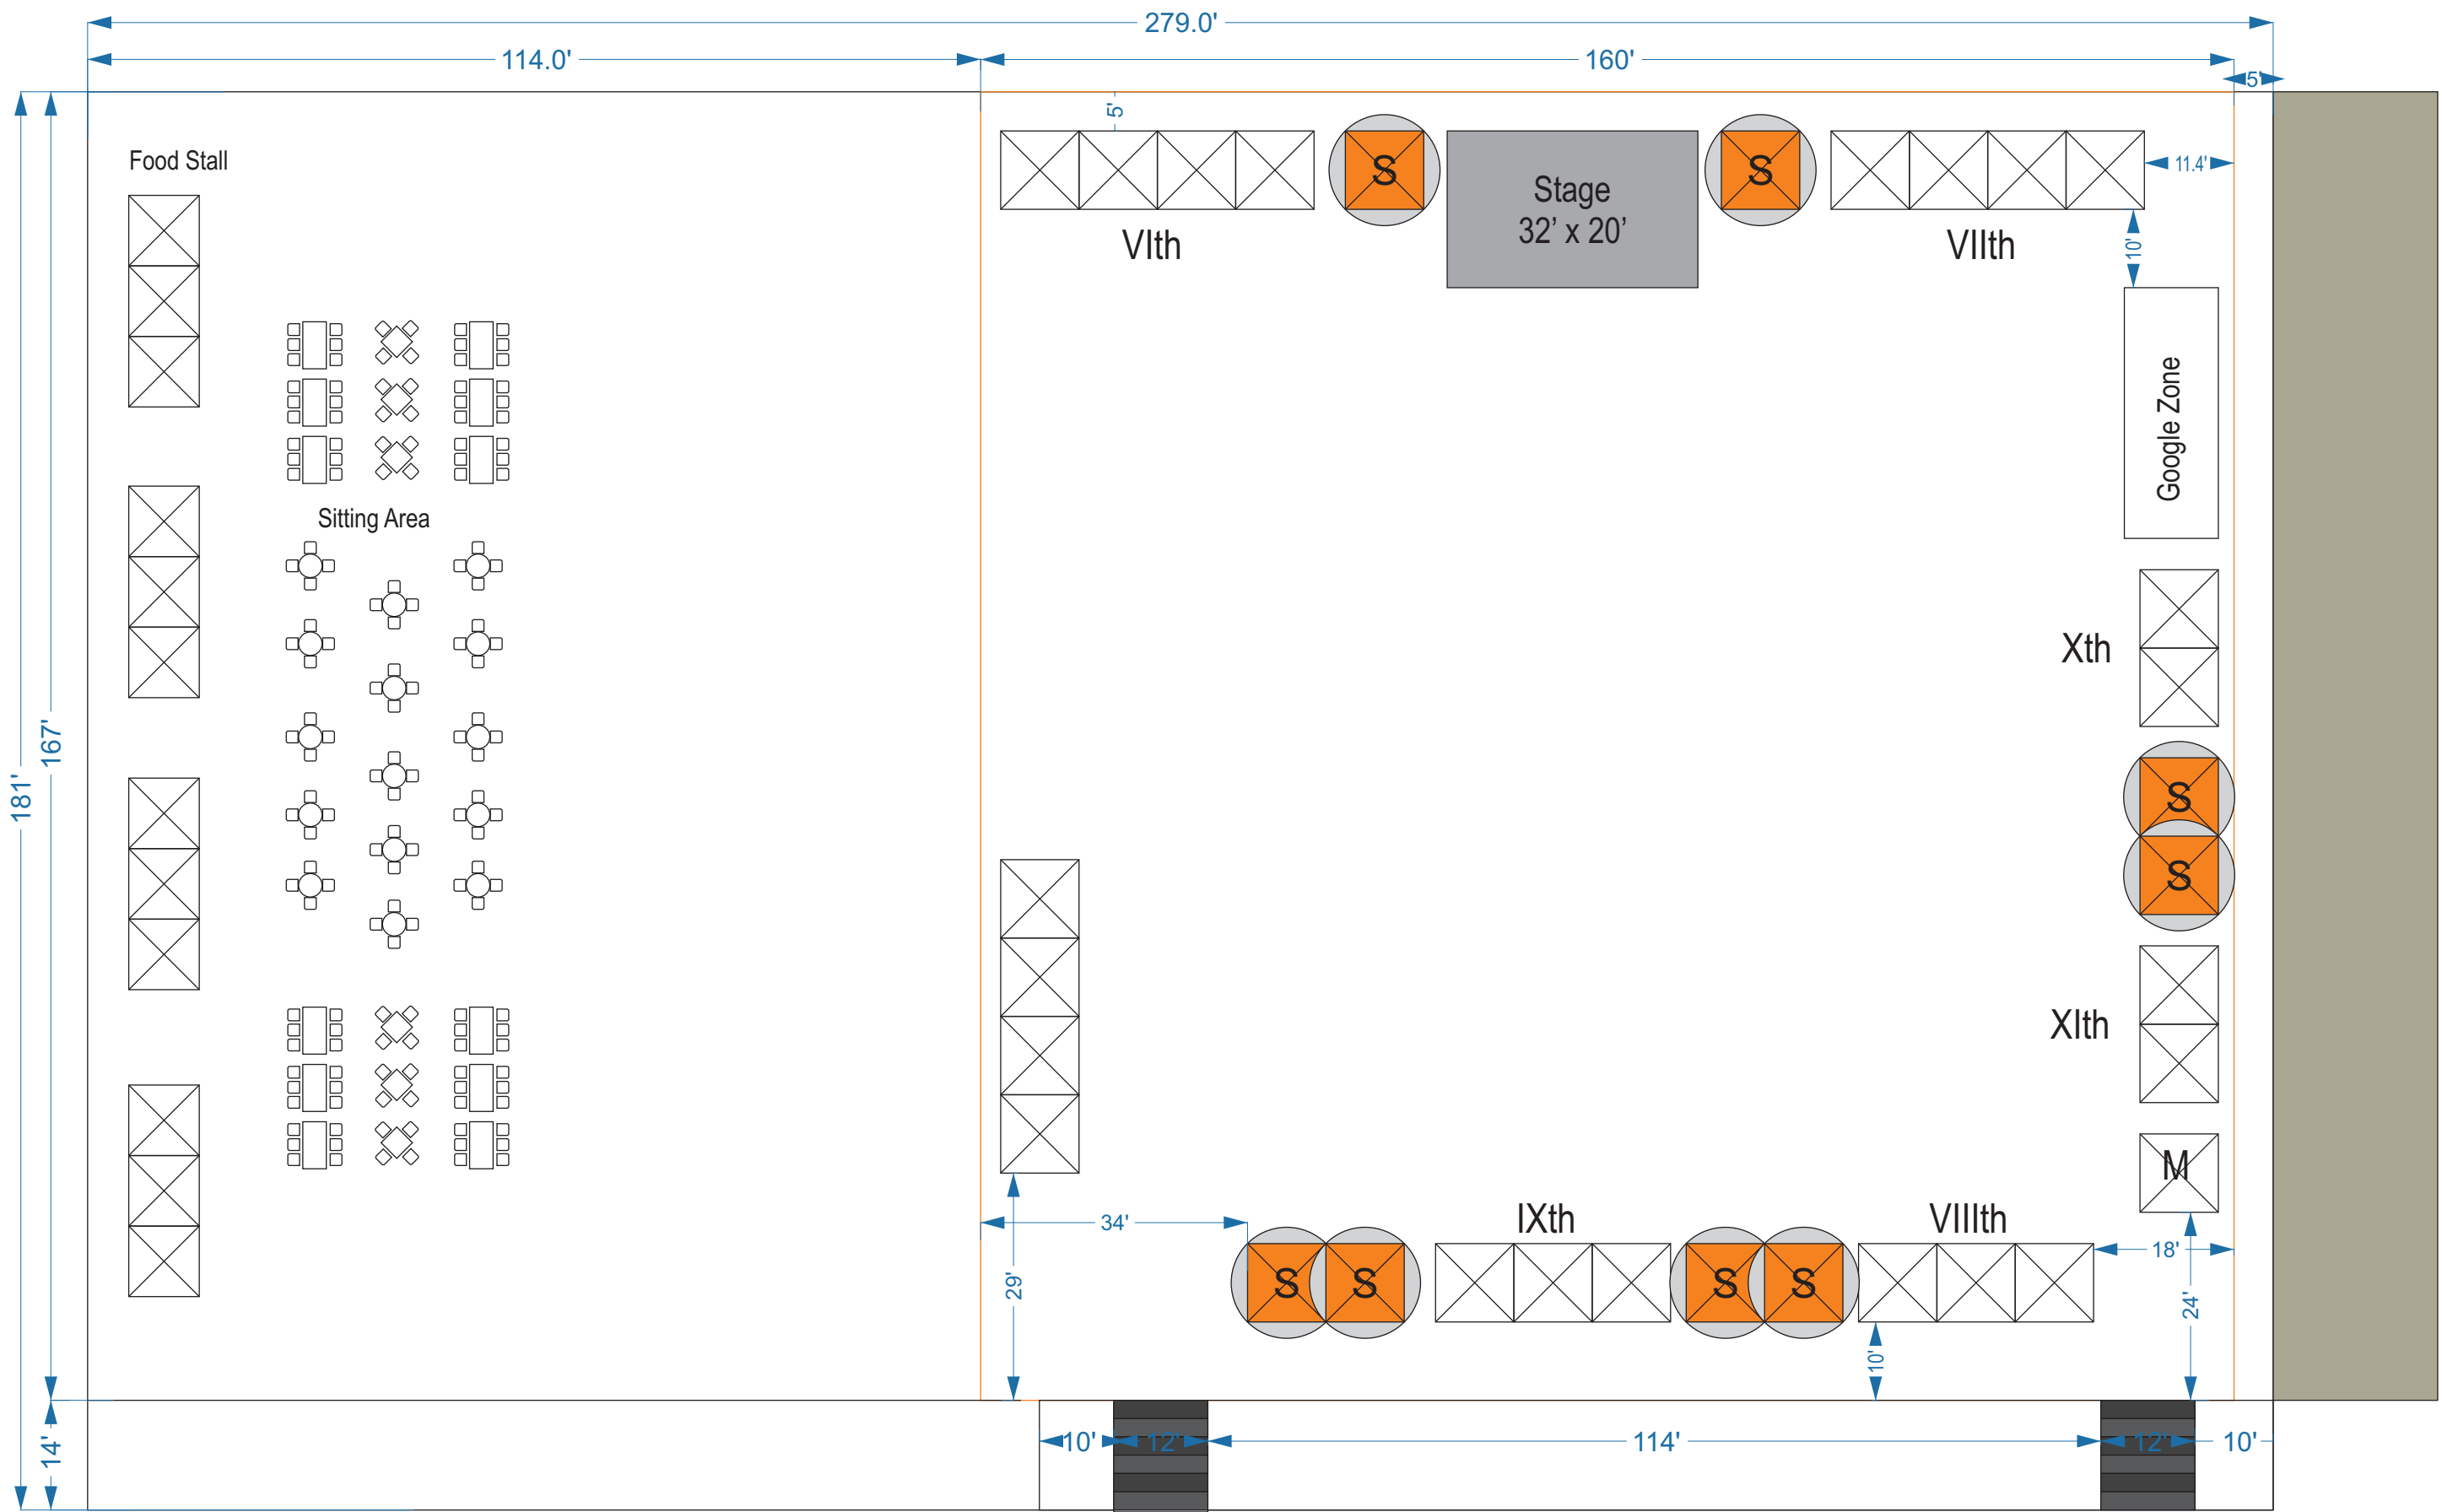 279.0'
114.0'
160'
5'
5'
Food Stall
S
Stage
32’ x 20’
S
11.4'
VIth
VIIth
10'
Google Zone
Sitting Area
Xth
167'
181'
S
S
XIth
M
34'
IXth
VIIIth
18'
29'
S
S
S
S
24'
10'
14'
10'
12'
114'
12'
10'